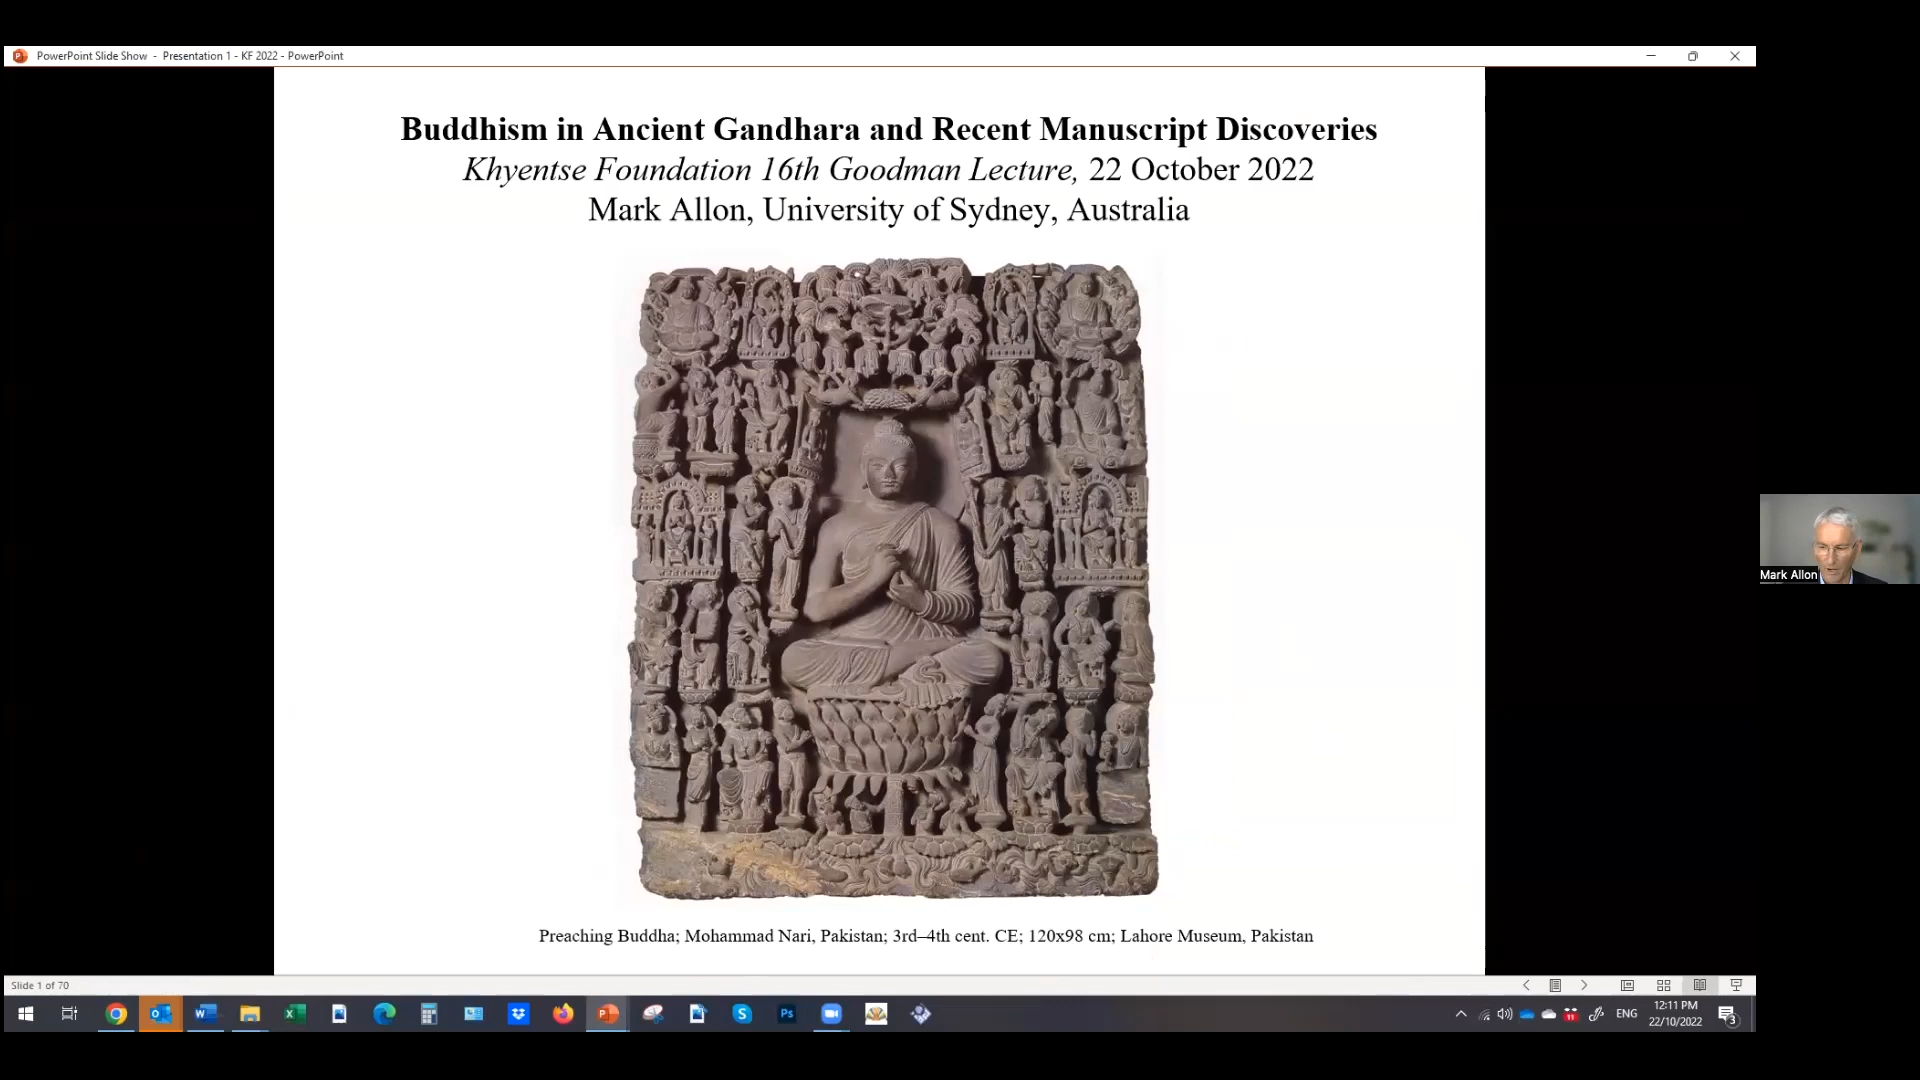 PowerPoint Slide Show - Presentation 1 - KF 2022 - PowerPoint
Buddhism in Ancient Gandhara and Recent Manuscript Discoveries
Khyentse Foundation 16th Goodman Lecture, 22 October 2022
Mark Allon, University of Sydney, Australia
Mark Allon
Preaching Buddha; Mohammad Nari, Pakistan; 3rd–4th cent. CE; 120x98 cm; Lahore Museum, Pakistan
Slide 1 of 70
ENG
12:11 PM
22/10/2022
11
3